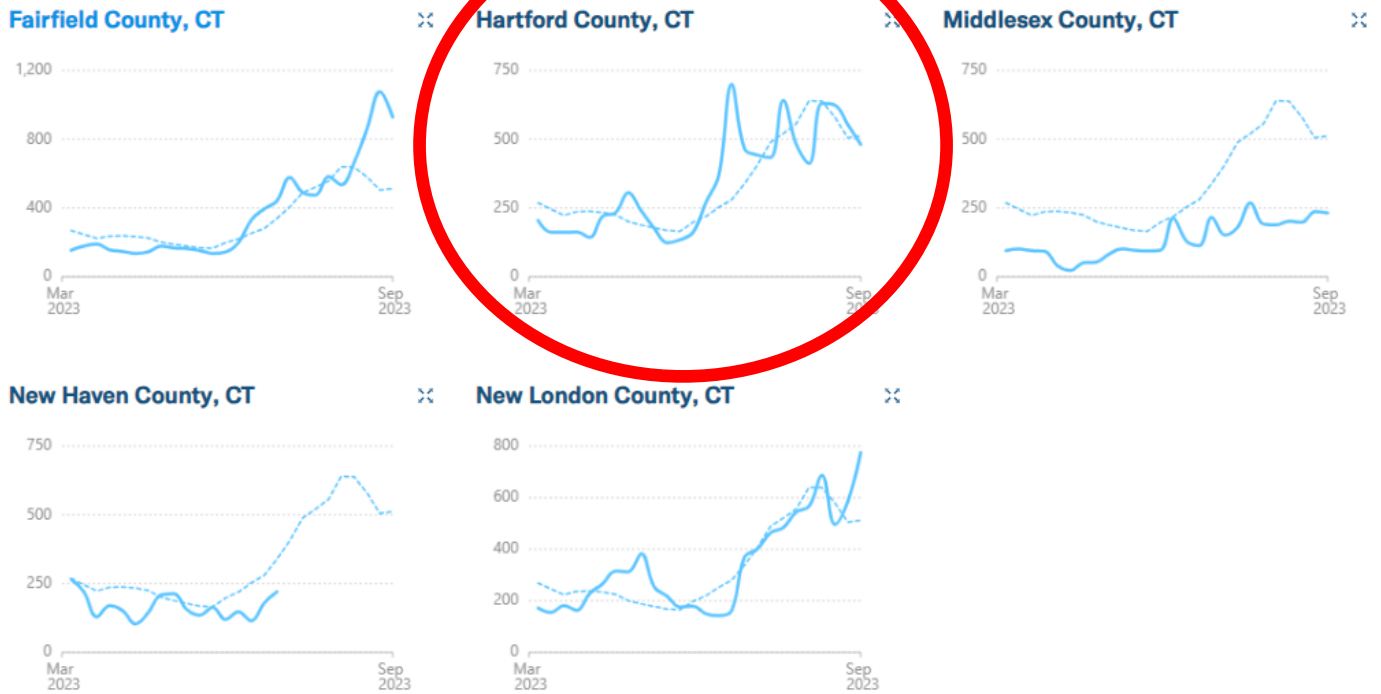 Fairfield County, CT
Hartford County, CT
Middlesex County, CT
1,200
800
400
0
Mar
2023
Sep
2023
750
500
250
0
Mar
2023
Sep
2023
750
500
250
0
Mar
2023
Sep
2023
New Haven County, CT
New London County, CT
750
500
250
0
Mar
2023
Sep
2023
800
600
400
200
0
Mar
2023
Sep
2023